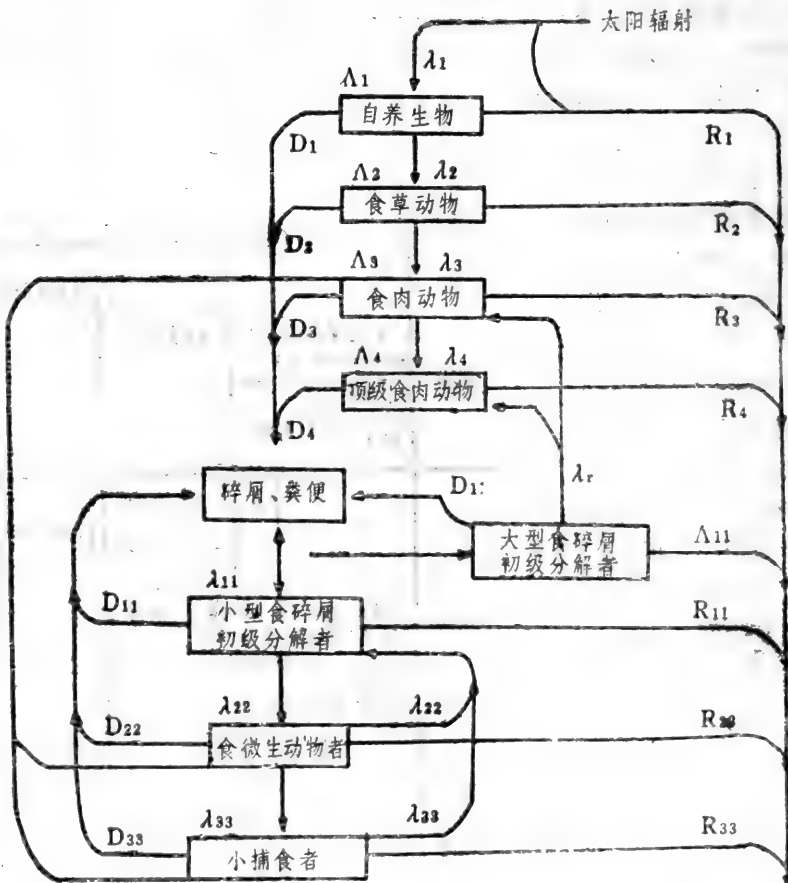 太阳辐射
λ1
Λ1
自养生物
D1
R1
Λ2
λ2
食草动物
D2
R2
Λ3
λ3
食肉动物
D3
R3
Λ4
λ4
顶级食肉动物
D4
R4
λr
碎屑、粪便
D1:
大型食碎屑
初级分解者
Λ11
λ11
D11
小型食碎屑
初级分解者
R11
λ22
λ22
D22
食微生动物者
λ33
λ33
D33
小捕食者
R33